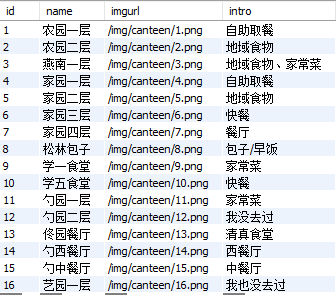 id name imgurl intro
1 农园一层 /img/canteen/1.png 自助取餐
2 农园二层 /img/canteen/2.png 地域食物
3 燕南一层 /img/canteen/3.png 地域食物、家常菜
4 家园一层 /img/canteen/4.png 自助取餐
5 家园二层 /img/canteen/5.png 地域食物
6 家园三层 /img/canteen/6.png 快餐
7 家园四层 /img/canteen/7.png 餐厅
8 松林包子 /img/canteen/8.png 包子/早饭
9 学一食堂 /img/canteen/9.png 家常菜
10 学五食堂 /img/canteen/10.png 快餐
11 勺园一层 /img/canteen/11.png 家常菜
12 勺园二层 /img/canteen/12.png 我没去过
13 佟园餐厅 /img/canteen/13.png 清真食堂
14 勺西餐厅 /img/canteen/14.png 西餐厅
15 勺中餐厅 /img/canteen/15.png 中餐厅
16 艺园一层 /img/canteen/16.png 我也没去过